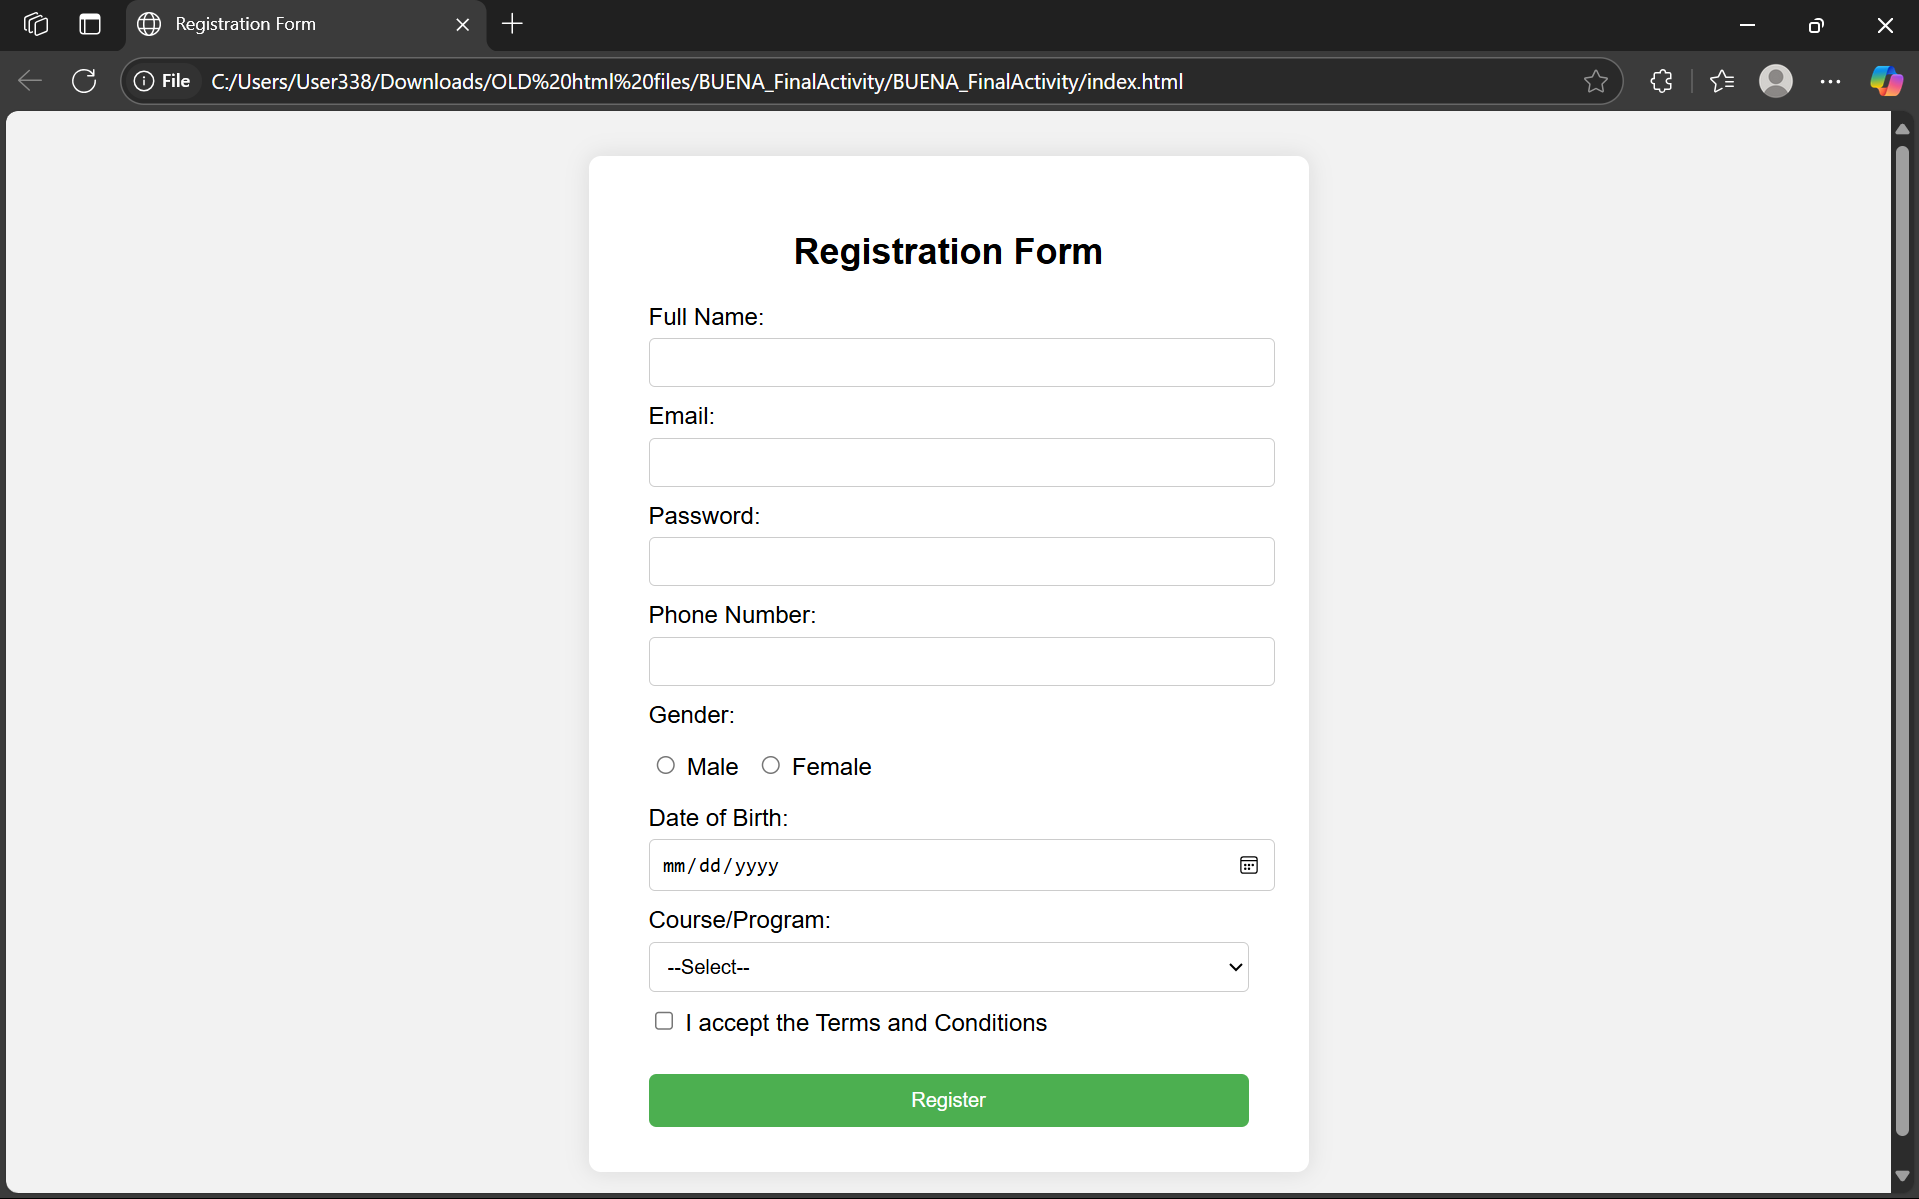 Registration Form
File C:/Users/User338/Downloads/OLD%20html%20files/BUENA_FinalActivity/BUENA_FinalActivity/index.html
Registration Form
Full Name:
Email:
Password:
Phone Number:
Gender:
Male Female
Date of Birth:
mm/dd/yyyy
Course/Program:
--Select--
I accept the Terms and Conditions
Register